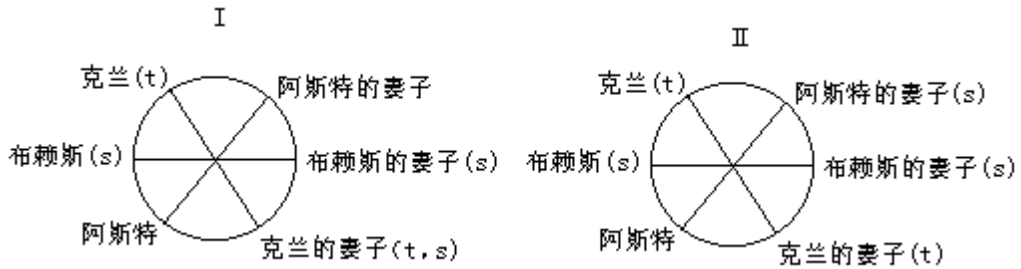 Ⅰ
克兰(t)
阿斯特的妻子
布赖斯(s)
布赖斯的妻子(s)
阿斯特
克兰的妻子(t,s)
Ⅱ
克兰(t)
阿斯特的妻子(s)
布赖斯(s)
布赖斯的妻子(s)
阿斯特
克兰的妻子(t)